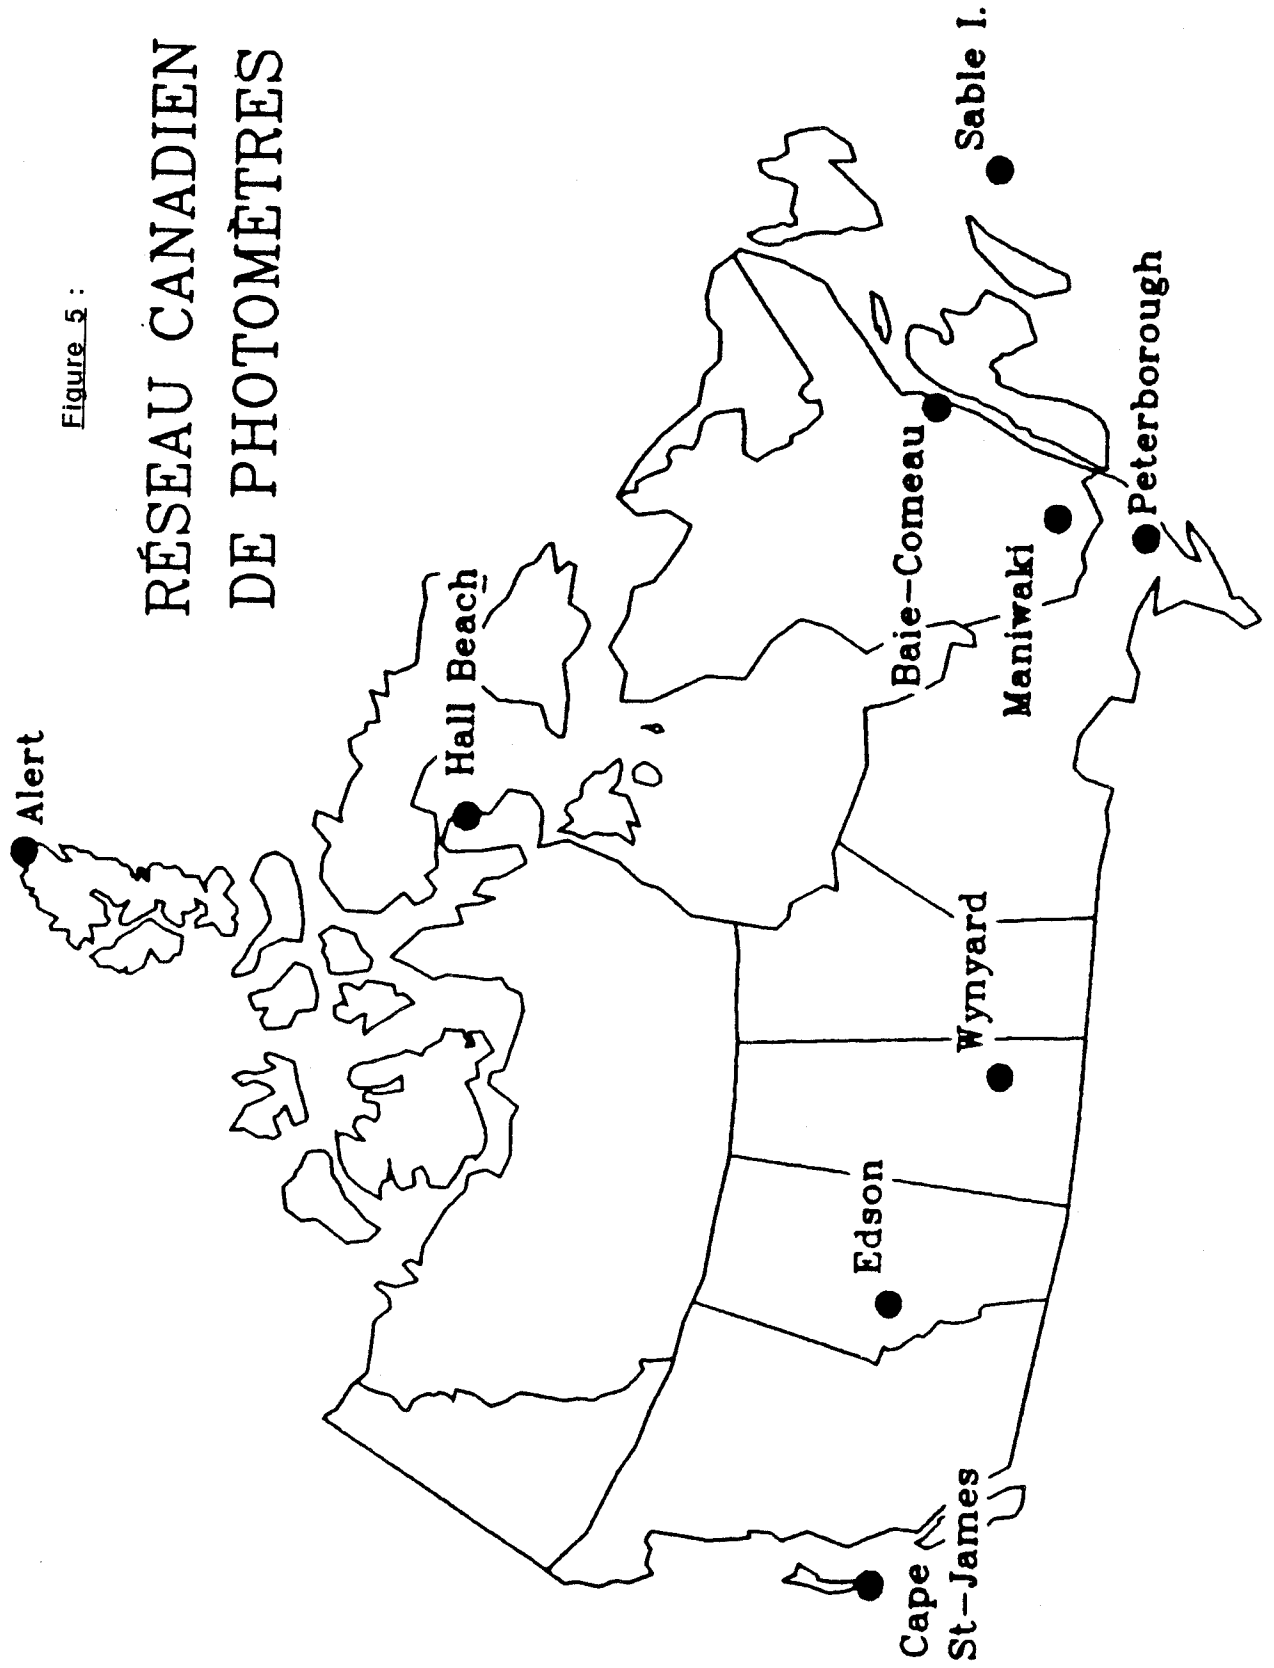 Figure 5 :
RÉSEAU CANADIEN
DE PHOTOMÈTRES
Alert
Hall Beach
Cape
St-James
Edson
Wynyard
Baie-Comeau
Maniwaki
Peterborough
Sable I.